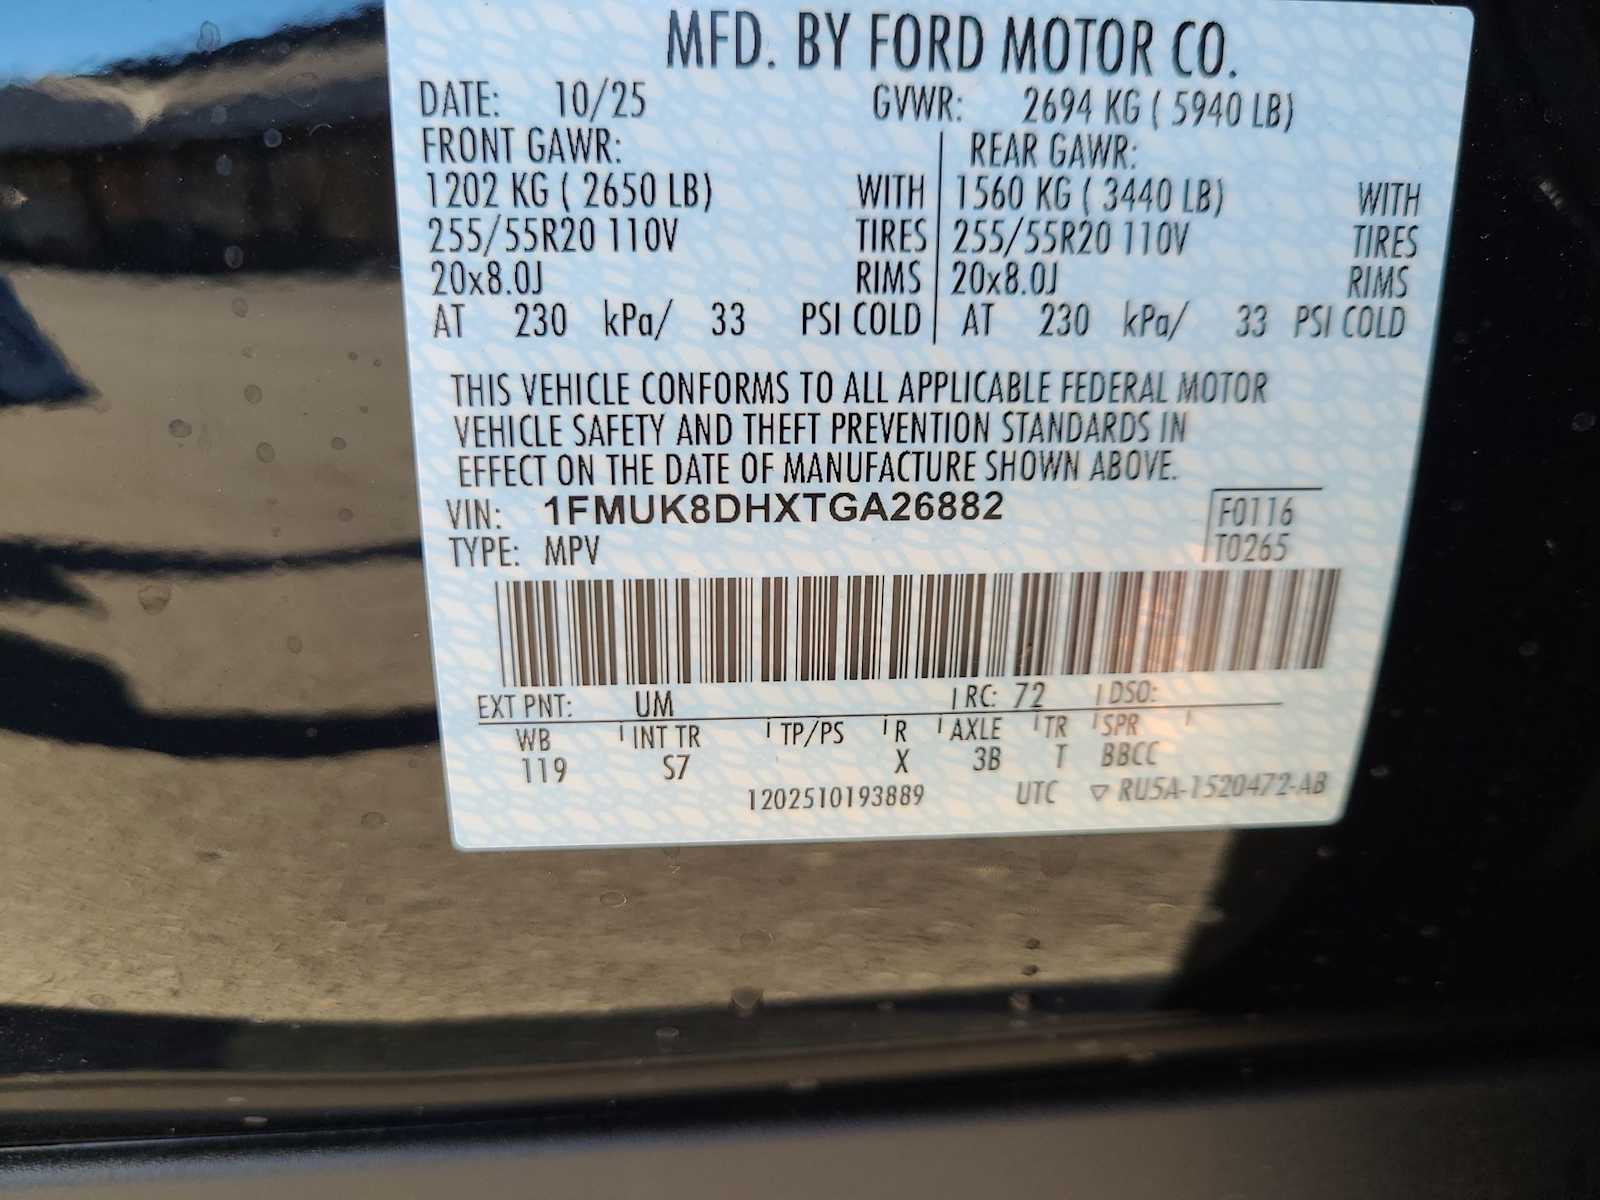 MFD. BY FORD MOTOR CO.
DATE: 10/25 GVWR: 2694 KG ( 5940 LB)
FRONT GAWR: REAR GAWR:
1202 KG ( 2650 LB) WITH 1560 KG ( 3440 LB) WITH
255/55R20 110V TIRES 255/55R20 110V TIRES
20x8.0J RIMS 20x8.0J RIMS
AT 230 kPa/ 33 PSI COLD AT 230 kPa/ 33 PSI COLD
THIS VEHICLE CONFORMS TO ALL APPLICABLE FEDERAL MOTOR
VEHICLE SAFETY AND THEFT PREVENTION STANDARDS IN
EFFECT ON THE DATE OF MANUFACTURE SHOWN ABOVE.
VIN: 1FMUK8DHXTGA26882 F0116
TYPE: MPV T0265
EXT PNT: UM RC: 72 DSO:
WB INT TR TP/PS R AXLE TR SPR
119 S7 X 3B T BBCC
1202510193889 UTC ▽ RU5A-1520472-AB